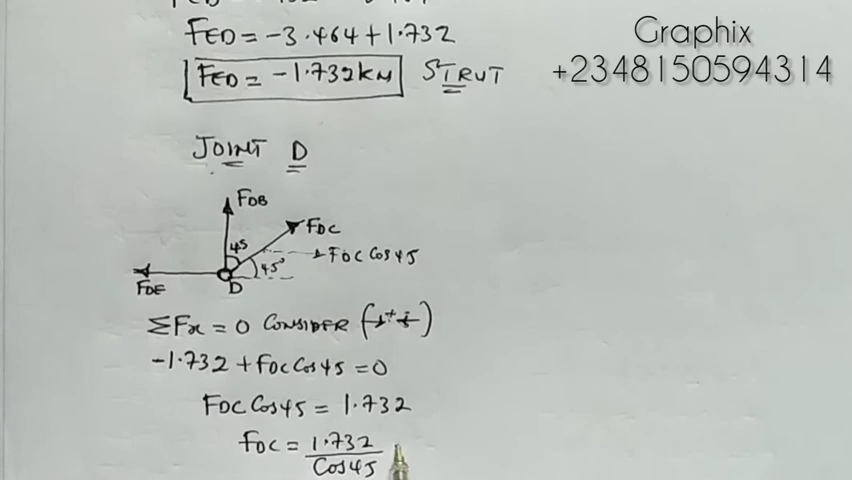 Graphix
+2348150594314
FED = -3.464 + 1.732
FED = -1.732kN STRUT
JOINT D
FDB
FDC
45
45°
FDC Cos45
FDE
D
ΣFx = 0 CONSIDER (→+ ←)
-1.732 + FDC Cos45 = 0
FDC Cos45 = 1.732
FDC = 1.732
Cos45